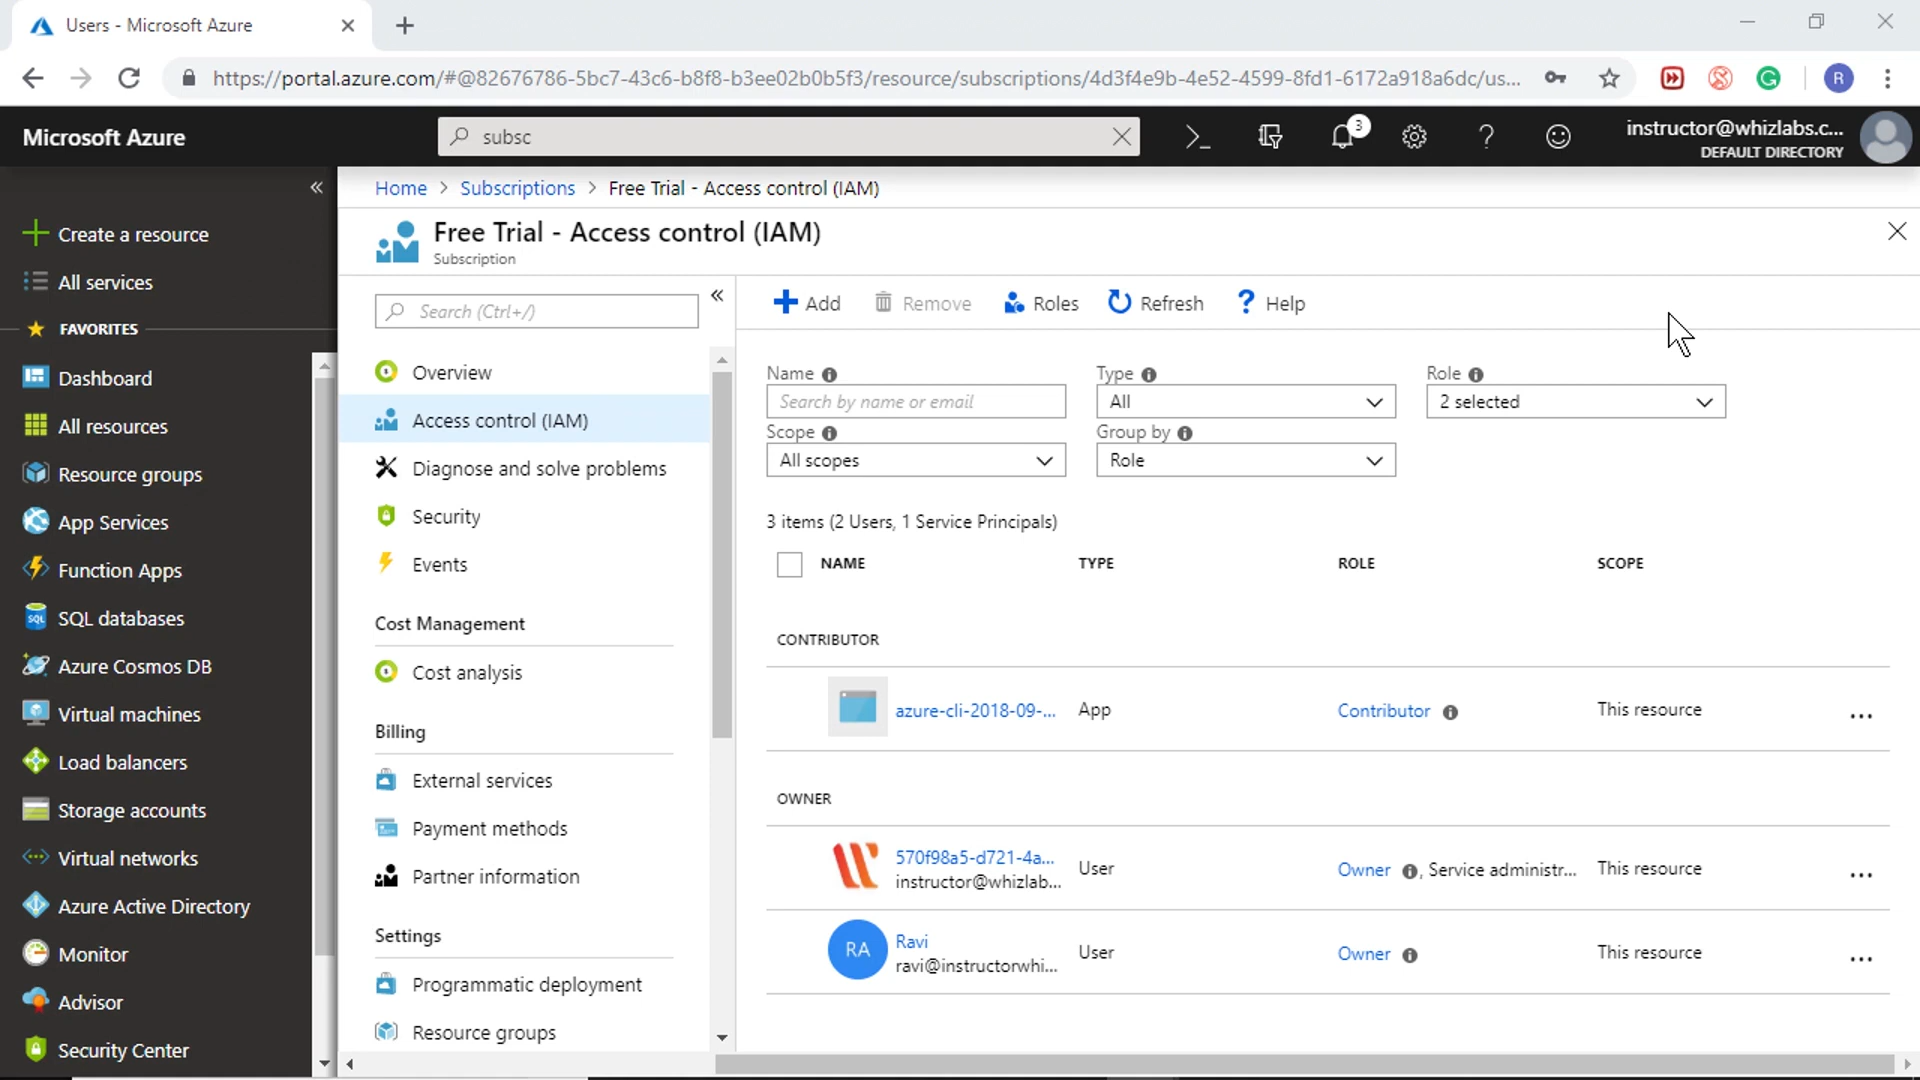 Users - Microsoft Azure
https://portal.azure.com/#@82676786-5bc7-43c6-b8f8-b3ee02b0b5f3/resource/subscriptions/4d3f4e9b-4e52-4599-8fd1-6172a918a6dc/us...
R
Microsoft Azure
subsc
3
instructor@whizlabs.c...
DEFAULT DIRECTORY
Create a resource
All services
FAVORITES
Dashboard
All resources
Resource groups
App Services
Function Apps
SQL databases
Azure Cosmos DB
Virtual machines
Load balancers
Storage accounts
Virtual networks
Azure Active Directory
Monitor
Advisor
Security Center
Home > Subscriptions > Free Trial - Access control (IAM)
Free Trial - Access control (IAM)
Subscription
Search (Ctrl+/)
Overview
Access control (IAM)
Diagnose and solve problems
Security
Events
Cost Management
Cost analysis
Billing
External services
Payment methods
Partner information
Settings
Programmatic deployment
Resource groups
Add
Remove
Roles
Refresh
? Help
Name
Type
Role
Search by name or email
All
2 selected
Scope
Group by
All scopes
Role
3 items (2 Users, 1 Service Principals)
NAME TYPE ROLE SCOPE
CONTRIBUTOR
azure-cli-2018-09-... App Contributor This resource ...
OWNER
570f98a5-d721-4a...
instructor@whizlab...
User Owner , Service administr... This resource ...
RA
Ravi
ravi@instructorwhi...
User Owner This resource ...